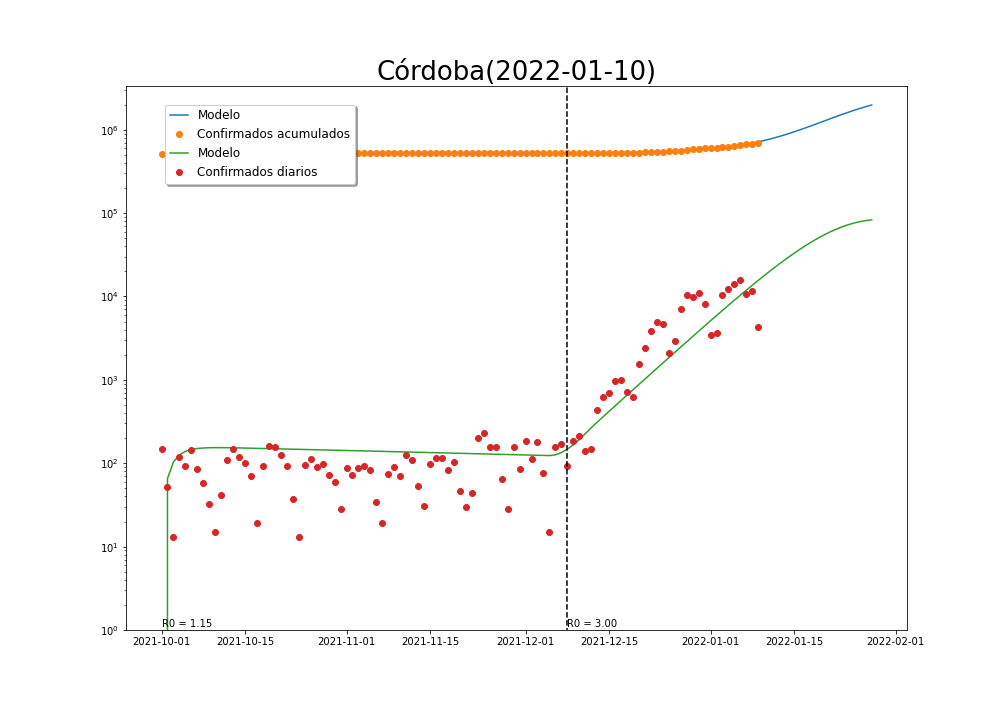 Córdoba(2022-01-10)
Modelo
Confirmados acumulados
Modelo
Confirmados diarios
10⁶
10⁵
10⁴
10³
10²
10¹
10⁰
R0 = 1.15
R0 = 3.00
2021-10-01
2021-10-15
2021-11-01
2021-11-15
2021-12-01
2021-12-15
2022-01-01
2022-01-15
2022-02-01